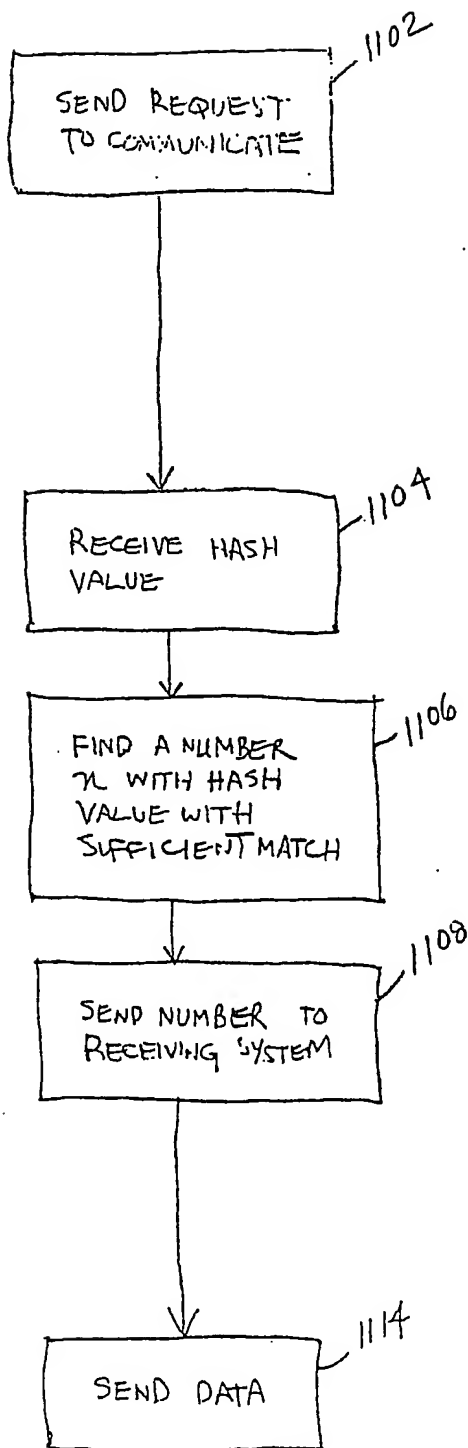 1102
SEND REQUEST
TO COMMUNICATE
1104
RECEIVE HASH
VALUE
1106
FIND A NUMBER
n WITH HASH
VALUE WITH
SUFFICIENT MATCH
1108
SEND NUMBER TO
RECEIVING SYSTEM
1114
SEND DATA